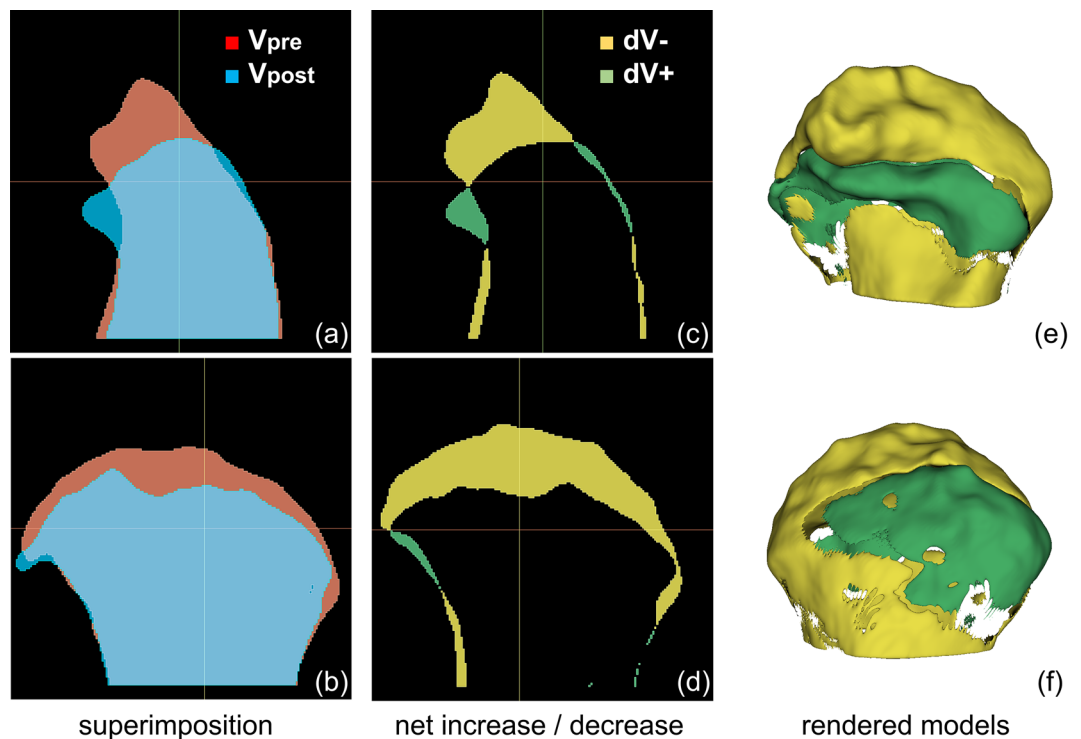 Vpre
Vpost
(a)
dV-
dV+
(c)
(e)
(b)
(d)
(f)
superimposition
net increase / decrease
rendered models